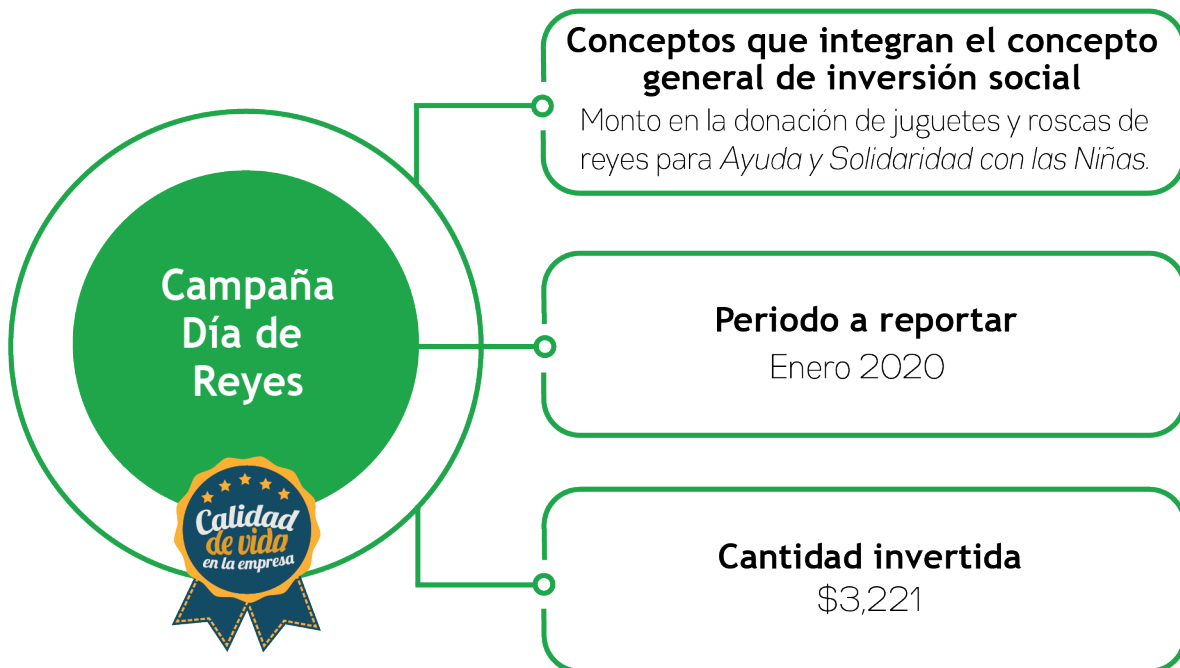 Campaña
Día de
Reyes
Calidad
de vida
en la empresa
Conceptos que integran el concepto
general de inversión social
Monto en la donación de juguetes y roscas de
reyes para Ayuda y Solidaridad con las Niñas.
Periodo a reportar
Enero 2020
Cantidad invertida
$3,221